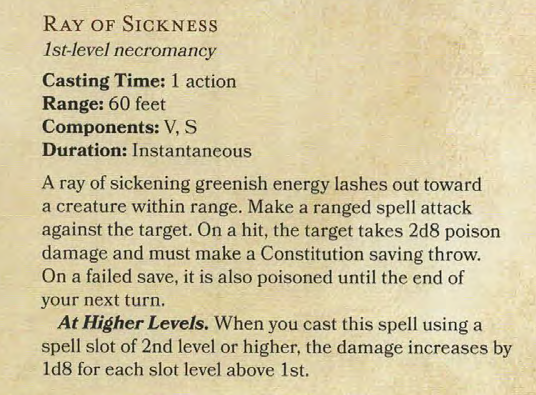 RAY OF SICKNESS
1st-level necromancy
Casting Time: 1 action
Range: 60 feet
Components: V, S
Duration: Instantaneous
A ray of sickening greenish energy lashes out toward
a creature within range. Make a ranged spell attack
against the target. On a hit, the target takes 2d8 poison
damage and must make a Constitution saving throw.
On a failed save, it is also poisoned until the end of
your next turn.
At Higher Levels. When you cast this spell using a
spell slot of 2nd level or higher, the damage increases by
1d8 for each slot level above 1st.